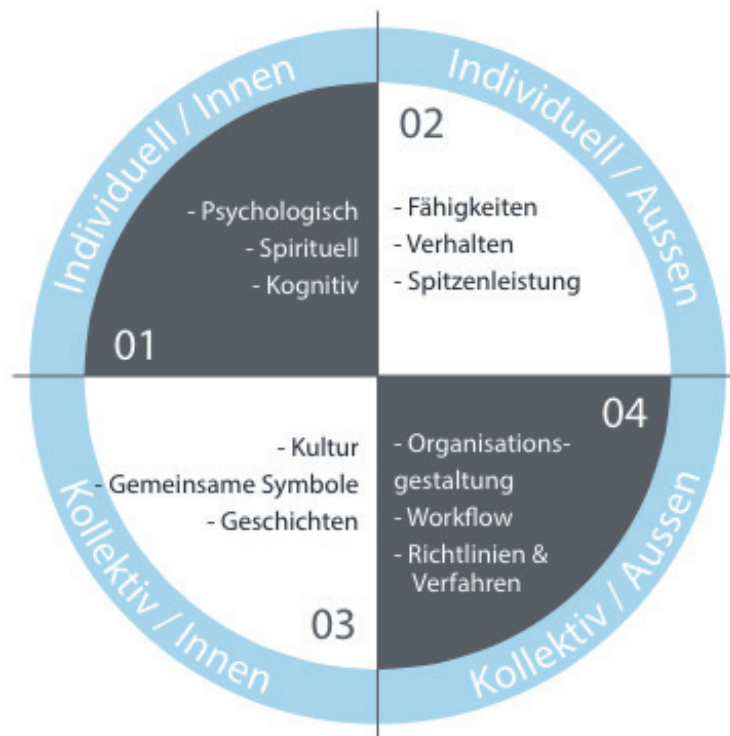 Individuell / Innen
- Psychologisch
- Spirituell
- Kognitiv
01
Individuell / Aussen
02
- Fähigkeiten
- Verhalten
- Spitzenleistung
Kollektiv / Innen
- Kultur
- Gemeinsame Symbole
- Geschichten
03
Kollektiv / Aussen
04
- Organisations-
gestaltung
- Workflow
- Richtlinien &
Verfahren